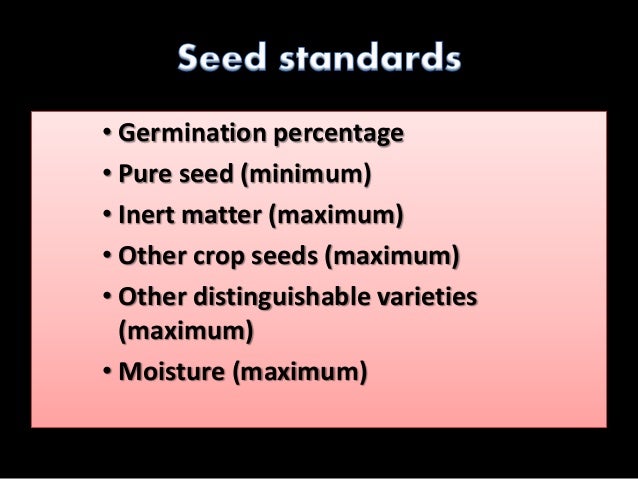 Seed standards
• Germination percentage
• Pure seed (minimum)
• Inert matter (maximum)
• Other crop seeds (maximum)
• Other distinguishable varieties
(maximum)
• Moisture (maximum)